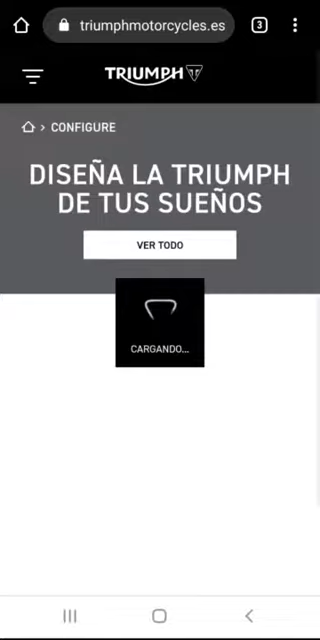 triumphmotorcycles.es
3
TRIUMPH
CONFIGURE
DISEÑA LA TRIUMPH
DE TUS SUEÑOS
VER TODO
CARGANDO...